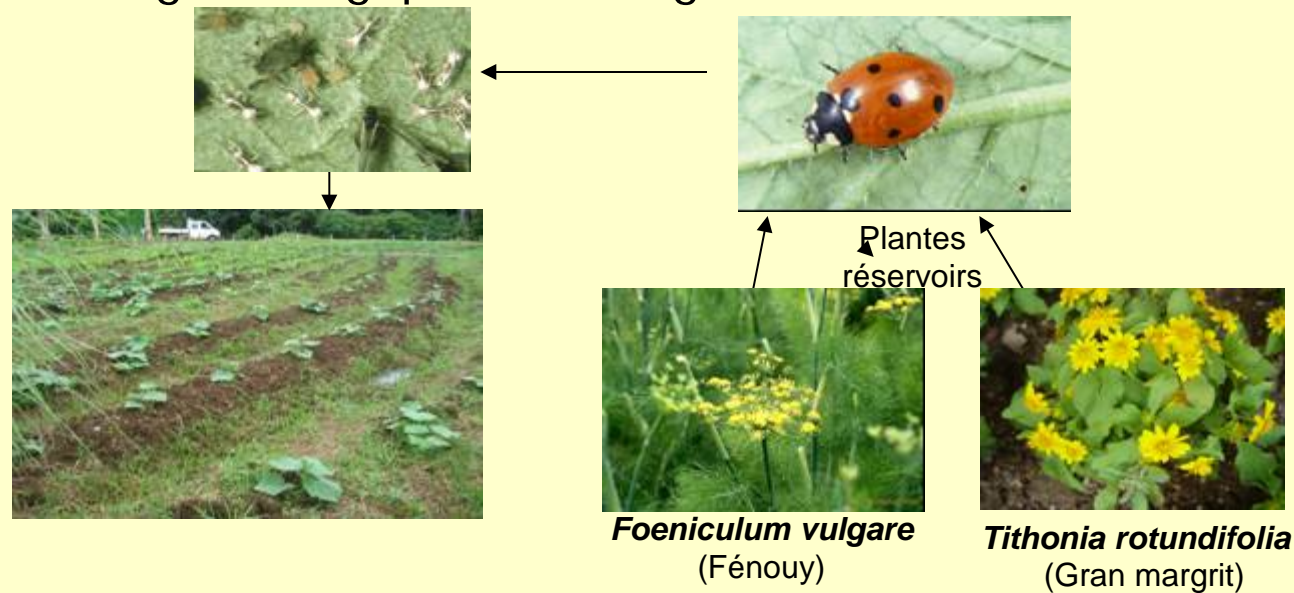 Plantes
réservoirs
Foeniculum vulgare
(Fénouy)
Tithonia rotundifolia
(Gran margrit)